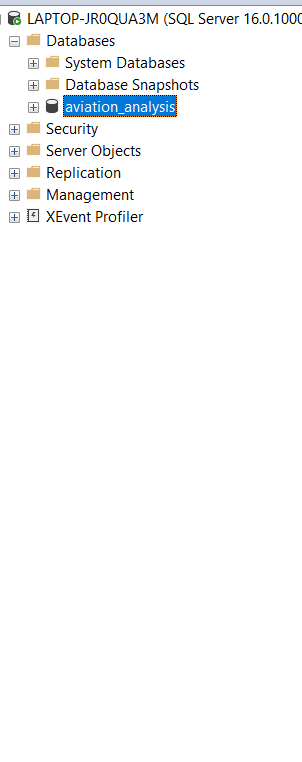 LAPTOP-JR0QUA3M (SQL Server 16.0.1000
Databases
System Databases
Database Snapshots
aviation_analysis
Security
Server Objects
Replication
Management
XEvent Profiler